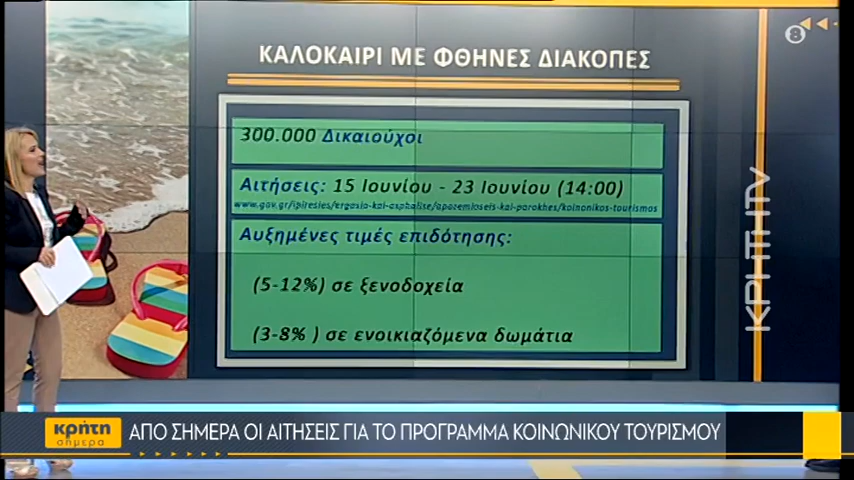 ΚΑΛΟΚΑΙΡΙ ΜΕ ΦΘΗΝΕΣ ΔΙΑΚΟΠΕΣ
8
300.000 Δικαιούχοι
Αιτήσεις: 15 Ιουνίου - 23 Ιουνίου (14:00)
www.gov.gr/ipiresies/ergasia-kai-asphalise/apozemioseis-kai-parokhes/koinonikos-tourismos
Αυξημένες τιμές επιδότησης:
(5-12%) σε ξενοδοχεία
(3-8% ) σε ενοικιαζόμενα δωμάτια
ΚΡΗΤΗTV
κρήτη
σήμερα
ΑΠΟ ΣΗΜΕΡΑ ΟΙ ΑΙΤΗΣΕΙΣ ΓΙΑ ΤΟ ΠΡΟΓΡΑΜΜΑ ΚΟΙΝΩΝΙΚΟΥ ΤΟΥΡΙΣΜΟΥ